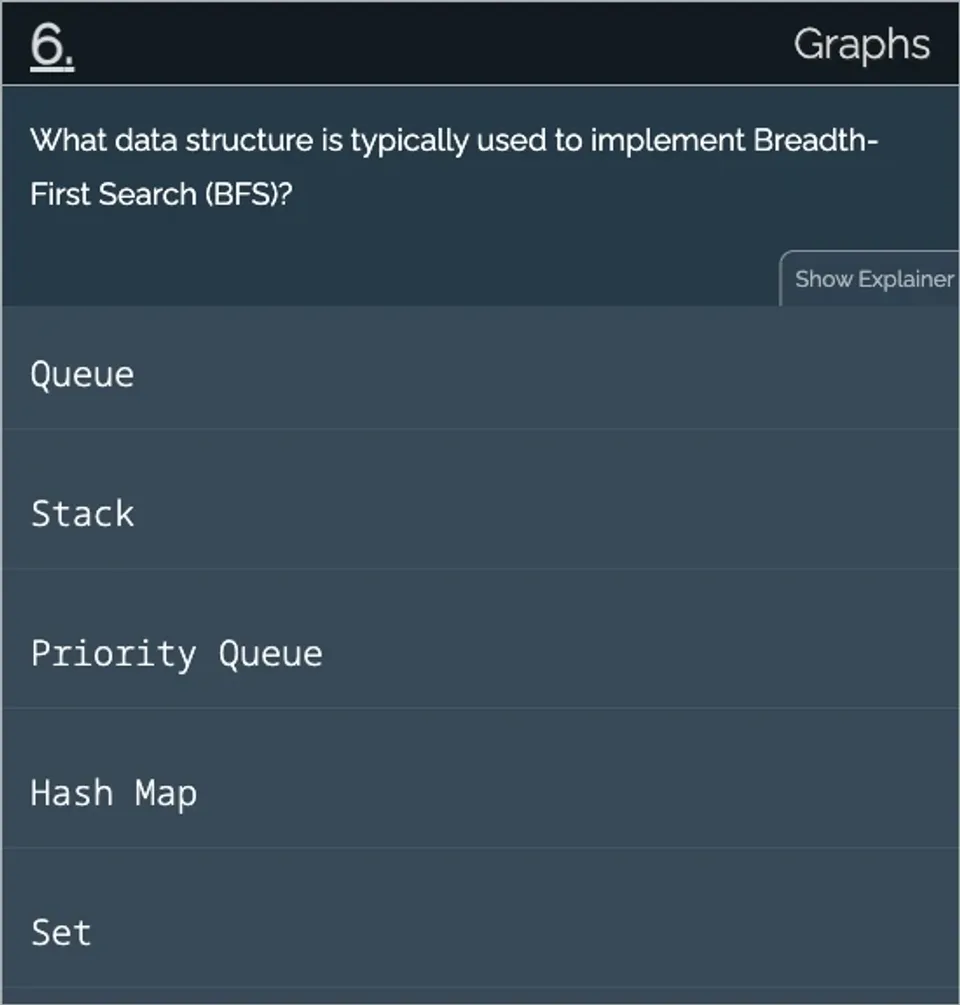 6.
Graphs
What data structure is typically used to implement Breadth-
First Search (BFS)?
Show Explainer
Queue
Stack
Priority Queue
Hash Map
Set